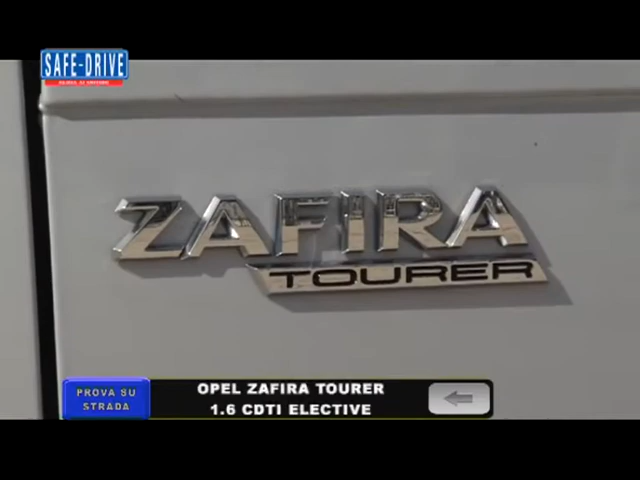 SAFE-DRIVE
ZAFIRA
TOURER
PROVA SU
STRADA
OPEL ZAFIRA TOURER
1.6 CDTI ELECTIVE